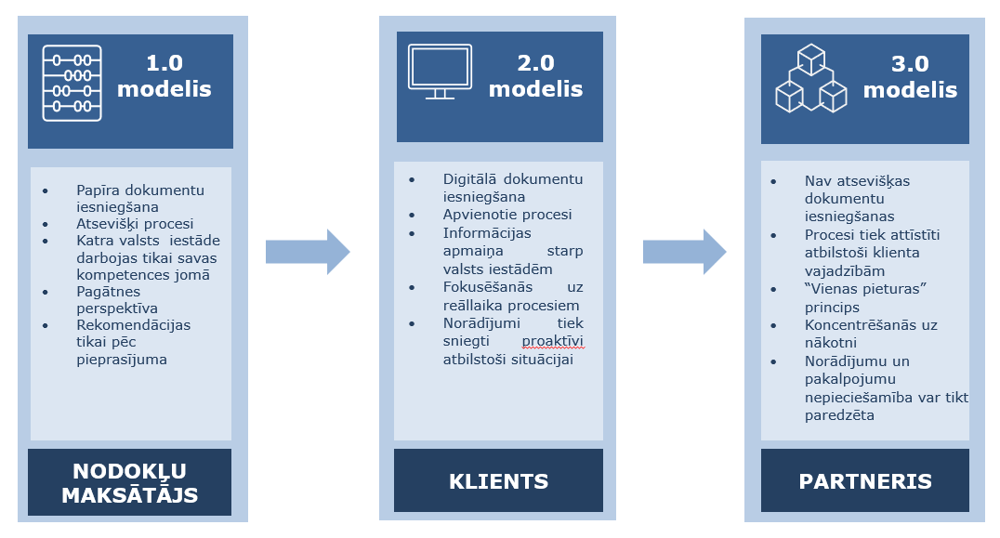 1.0
modelis
• Papīra dokumentu
iesniegšana
• Atsevišķi procesi
• Katra valsts iestāde
darbojas tikai savas
kompetences jomā
• Pagātnes
perspektīva
• Rekomendācijas
tikai pēc
pieprasījuma
NODOKĻU
MAKSĀTĀJS
2.0
modelis
• Digitālā dokumentu
iesniegšana
• Apvienotie procesi
• Informācijas
apmaiņa starp
valsts iestādēm
• Fokusēšanās uz
reāllaika procesiem
• Norādījumi tiek
sniegti proaktīvi
atbilstoši situācijai
KLIENTS
3.0
modelis
• Nav atsevišķas
dokumentu
iesniegšanas
• Procesi tiek attīstīti
atbilstoši klienta
vajadzībām
• “Vienas pieturas”
princips
• Koncentrēšanās uz
nākotni
• Norādījumu un
pakalpojumu
nepieciešamība var tikt
paredzēta
PARTNERIS